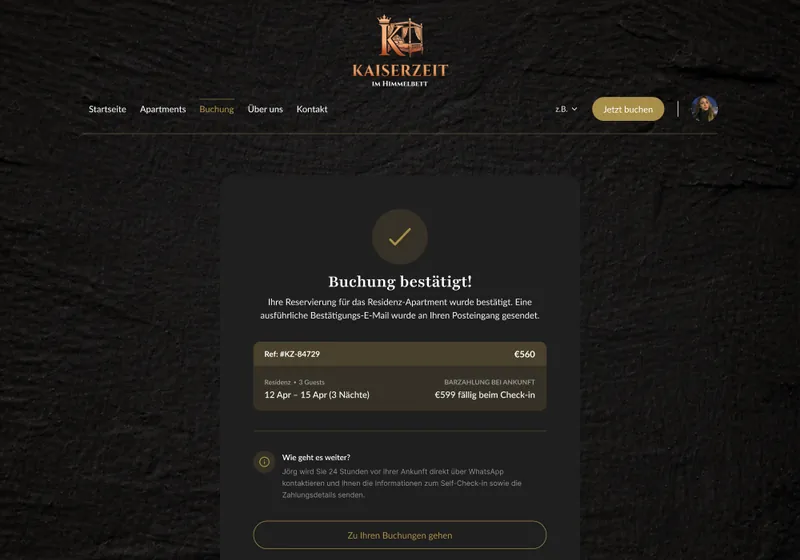 KAISERZEIT
IM HIMMELBETT
Startseite Apartments Buchung Über uns Kontakt z.B. Jetzt buchen
Buchung bestätigt!
Ihre Reservierung für das Residenz-Apartment wurde bestätigt. Eine
ausführliche Bestätigungs-E-Mail wurde an Ihren Posteingang gesendet.
Ref: #KZ-84729 €560
Residenz • 3 Guests BARZAHLUNG BEI ANKUNFT
12 Apr – 15 Apr (3 Nächte) €599 fällig beim Check-in
Wie geht es weiter?
Jörg wird Sie 24 Stunden vor Ihrer Ankunft direkt über WhatsApp
kontaktieren und Ihnen die Informationen zum Self-Check-in sowie die
Zahlungsdetails senden.
Zu Ihren Buchungen gehen